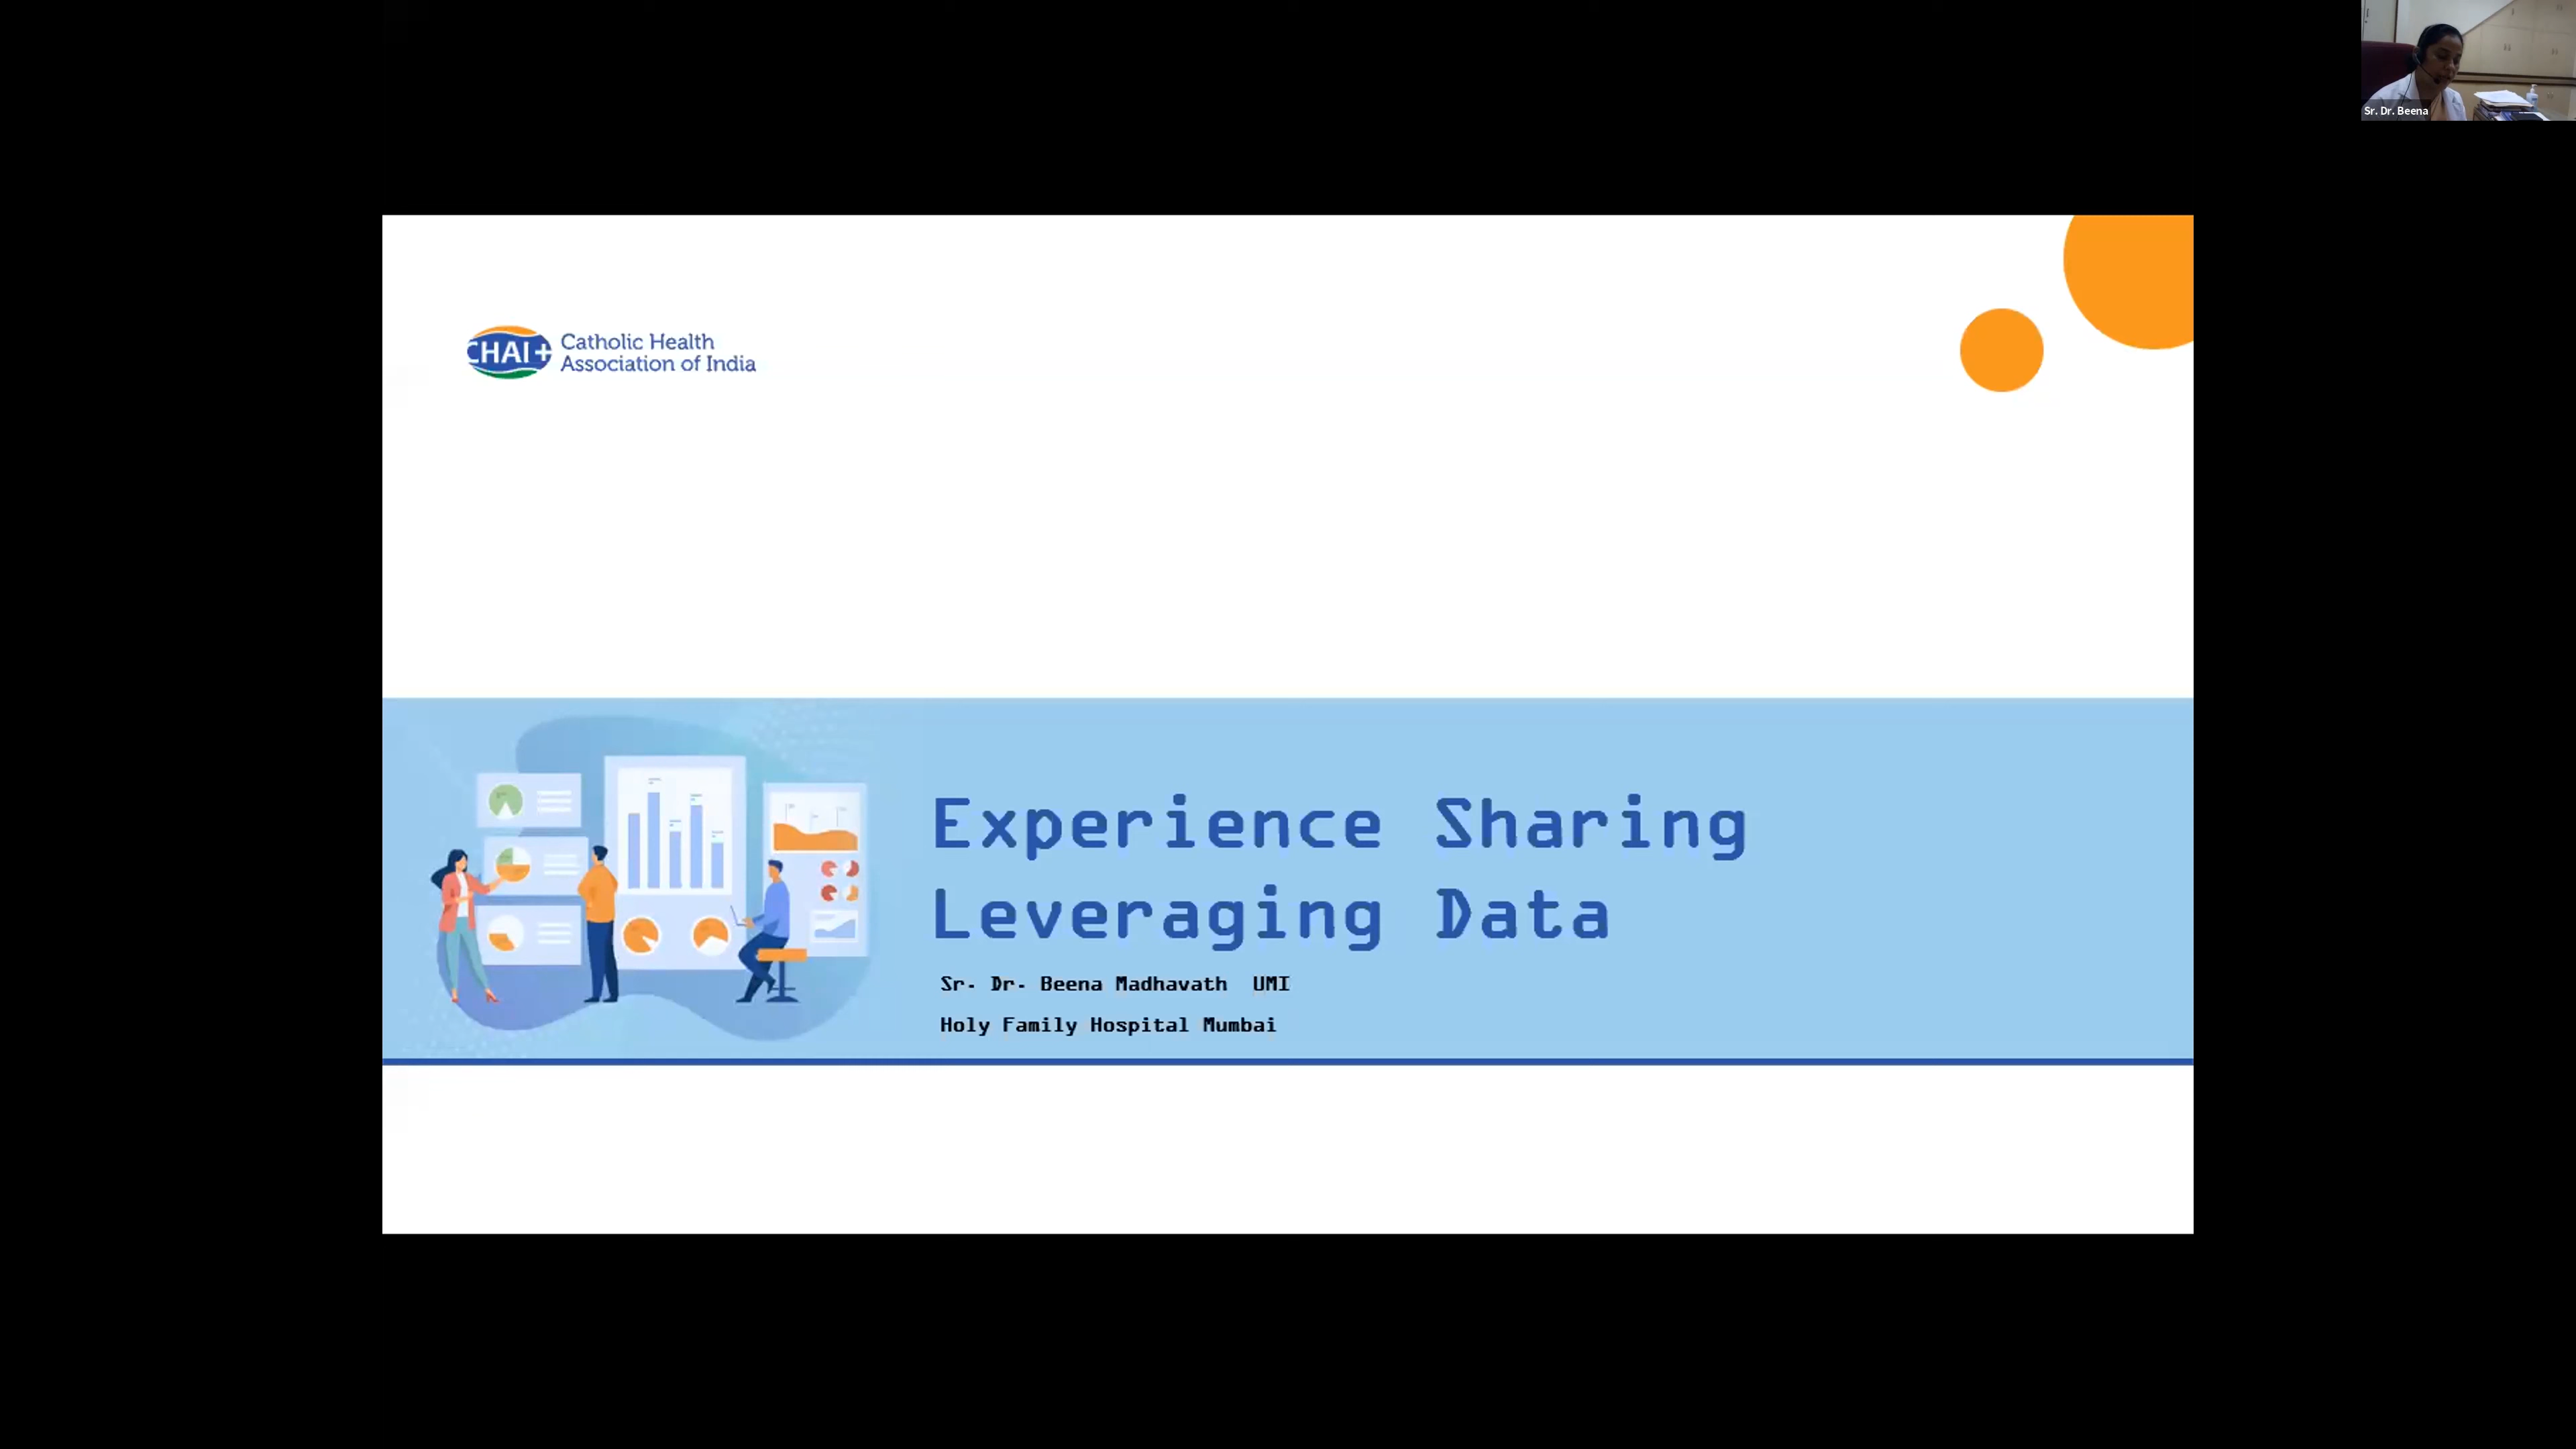 Sr. Dr. Beena
CHAI+
Catholic Health
Association of India
Experience Sharing
Leveraging Data
Sr. Dr. Beena Madhavath UMI
Holy Family Hospital Mumbai